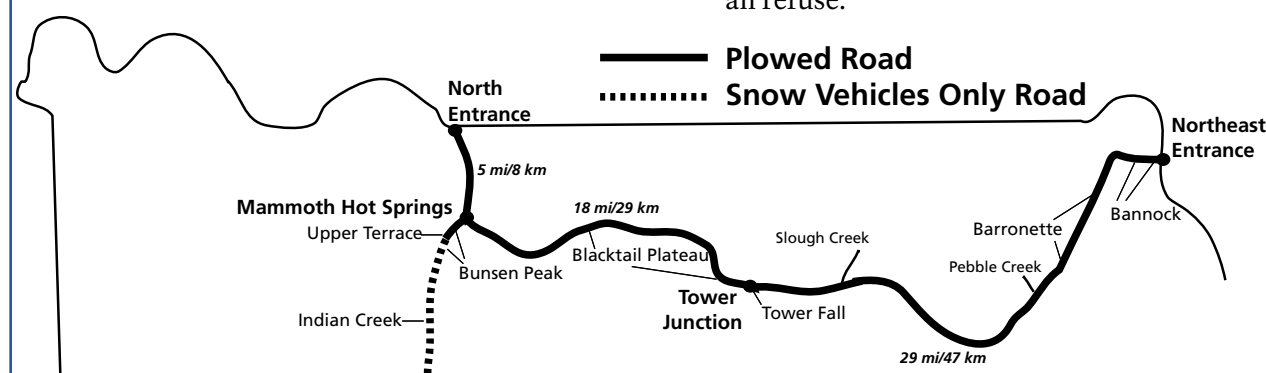 an refuse.
Plowed Road
Snow Vehicles Only Road
North
Entrance
Northeast
Entrance
5 mi/8 km
Mammoth Hot Springs
18 mi/29 km
Upper Terrace
Bunsen Peak
Blacktail Plateau
Slough Creek
Barronette
Bannock
Pebble Creek
Indian Creek
Tower
Junction
Tower Fall
29 mi/47 km